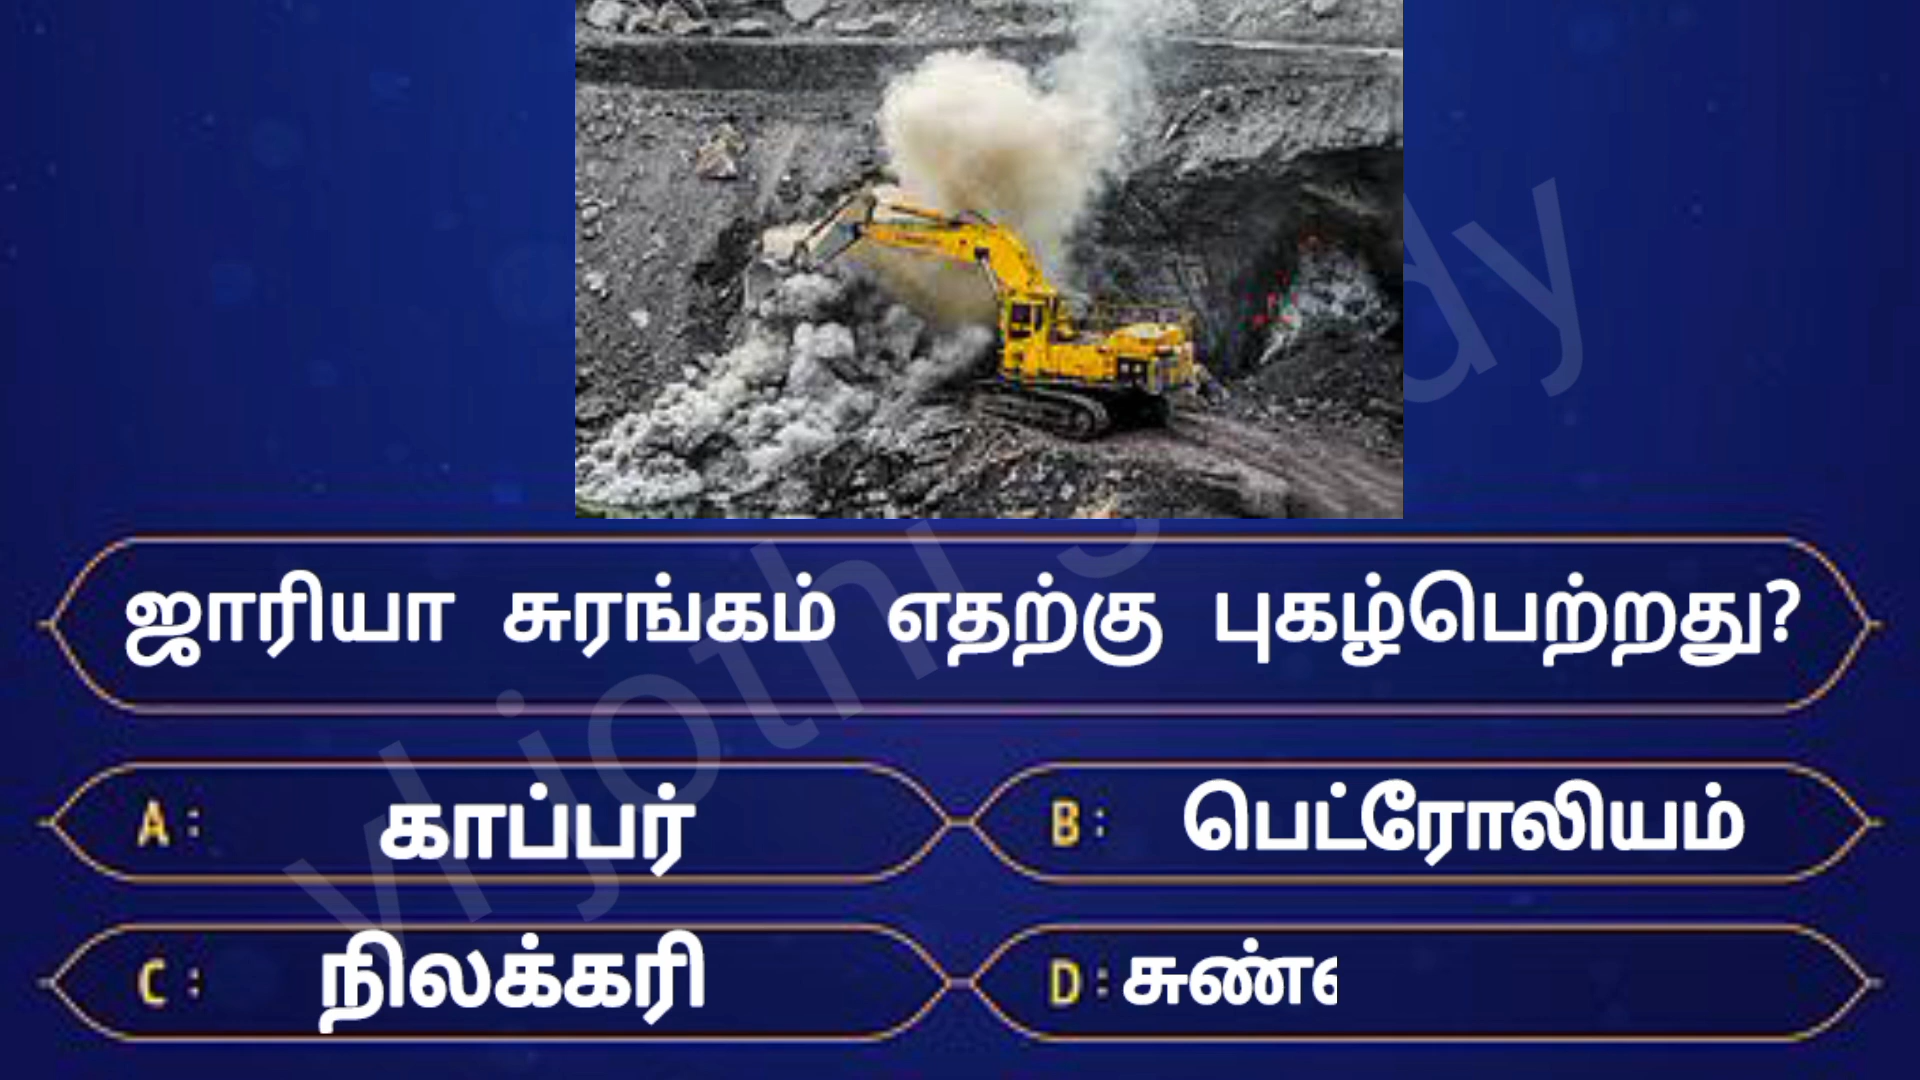 ஜாரியா சுரங்கம் எதற்கு புகழ்பெற்றது?
A: காப்பர்
B: பெட்ரோலியம்
C: நிலக்கரி
D: